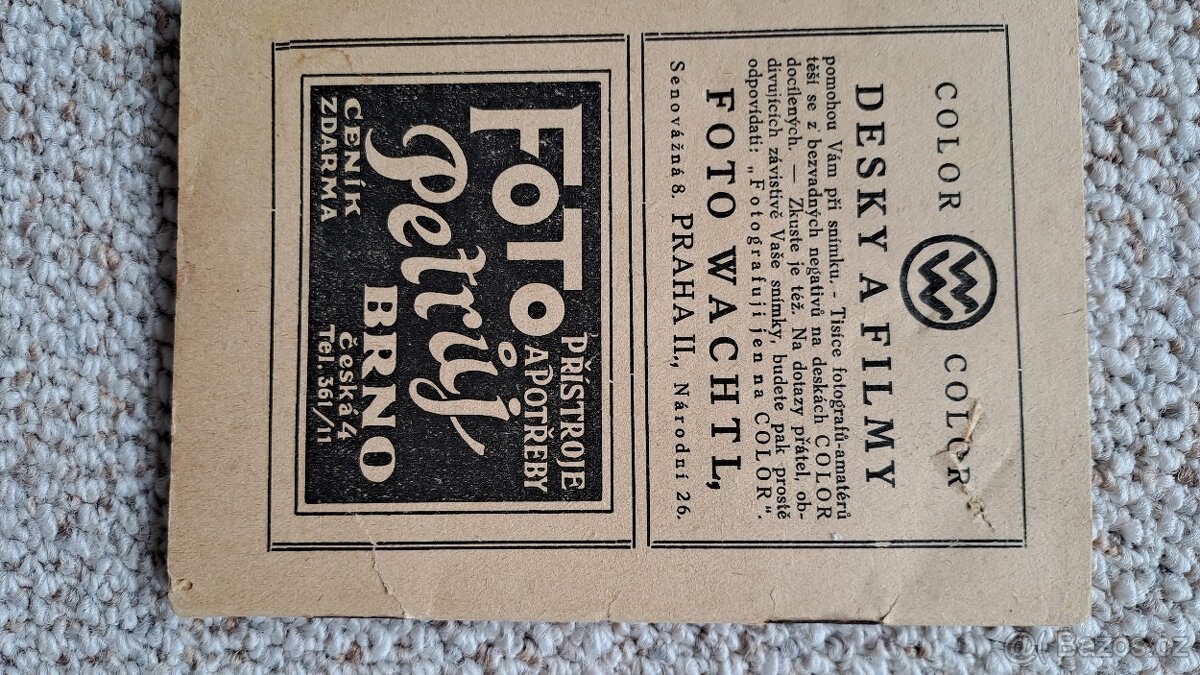 COLOR COLOR
DESKY A FILMY
pomohou Vám při snímku. - Tisíce fotografů-amatérů
těší se z bezvadných negativů na deskách COLOR
docílených. — Zkuste je též. Na dotazy přátel, ob-
divujících závistivě Vaše snímky, budete pak prostě
odpovídati: „Fotografuji jen na COLOR“.
FOTO WACHTL,
Senovážná 8. PRAHA II., Národní 26.
FOTO PŘÍSTROJE
A POTŘEBY
Petrij
CENÍK
ZDARMA
BRNO
Česká 4
Tel. 361/11
Bazos.cz